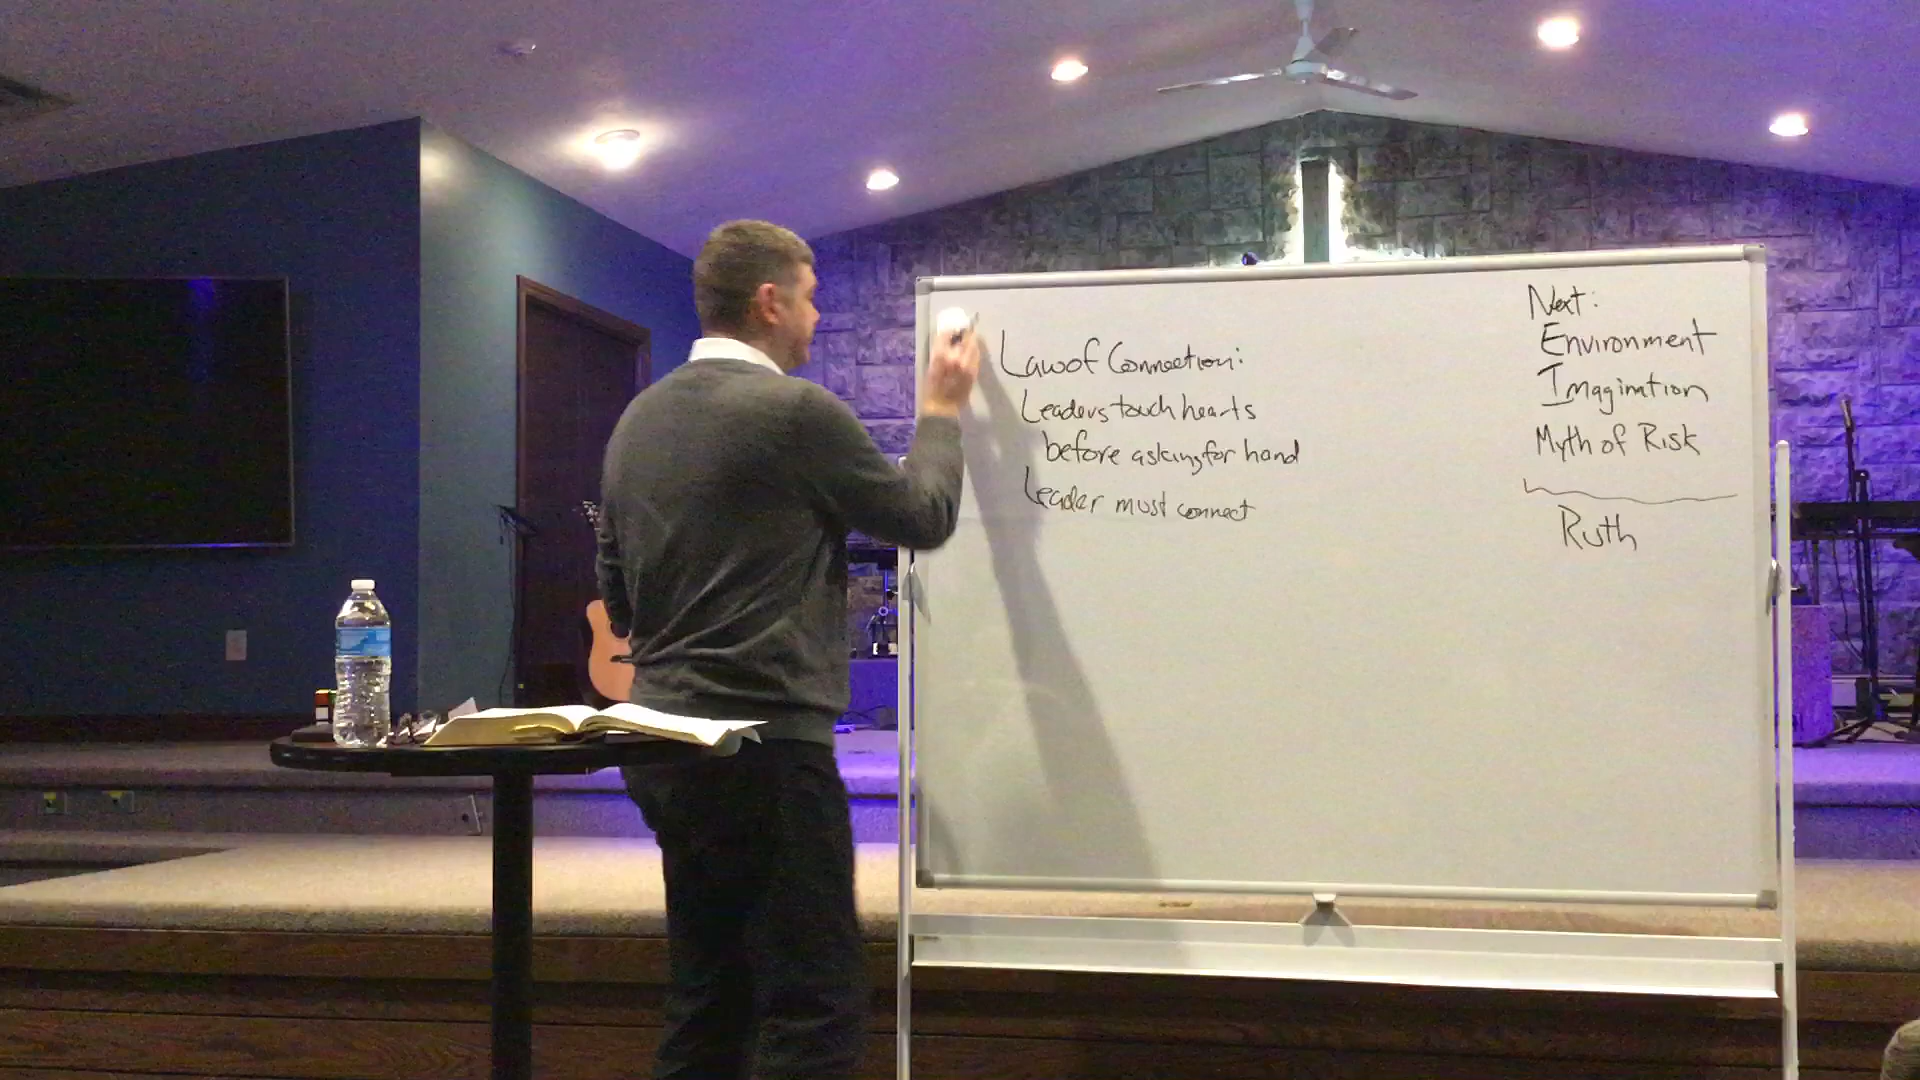 Law of Connection:
Leaders touch hearts
before asking for hand
Leader must connect
Next:
Environment
Imagination
Myth of Risk
Ruth